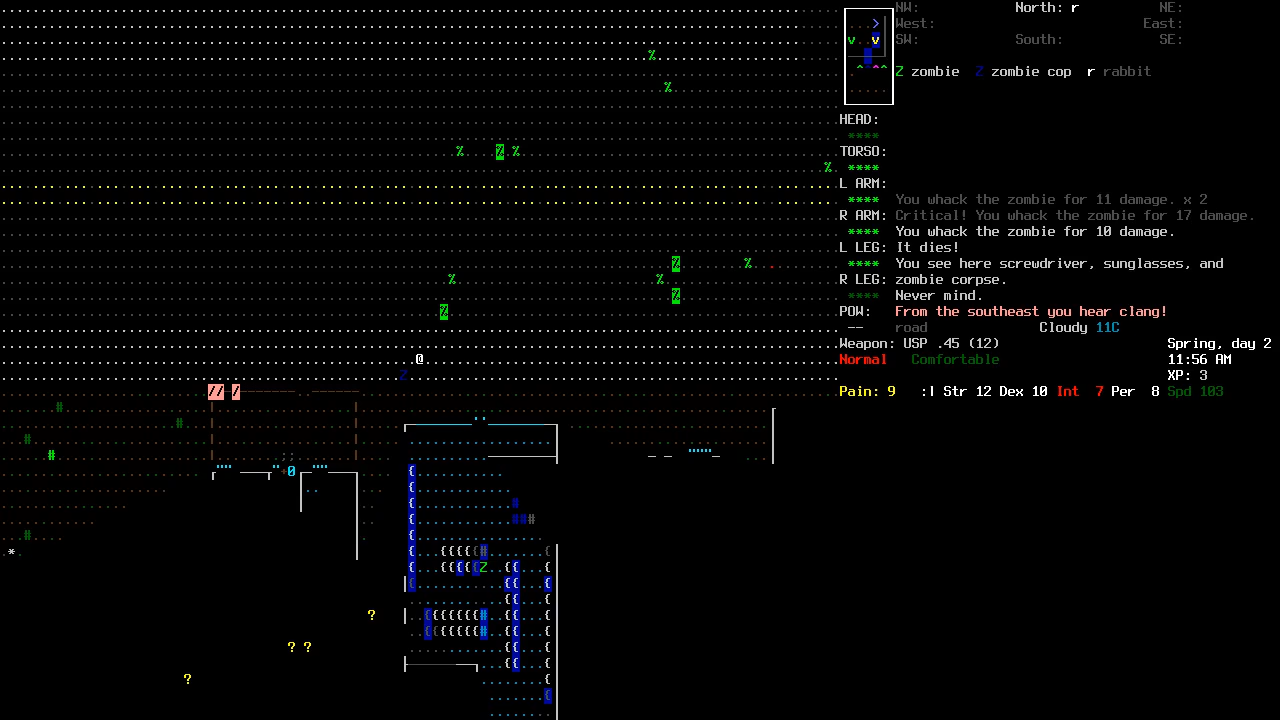 NW: North: r NE:
West: East:
SW: South: SE:
Z zombie Z zombie cop r rabbit
HEAD:
****
TORSO:
****
L ARM:
**** You whack the zombie for 11 damage. x 2
R ARM: Critical! You whack the zombie for 17 damage.
**** You whack the zombie for 10 damage.
L LEG: It dies!
**** You see here screwdriver, sunglasses, and
R LEG: zombie corpse.
**** Never mind.
POW: From the southeast you hear clang!
-- road Cloudy 11C
Weapon: USP .45 (12) Spring, day 2
Normal Comfortable 11:56 AM
XP: 3
Pain: 9 :| Str 12 Dex 10 Int 7 Per 8 Spd 103